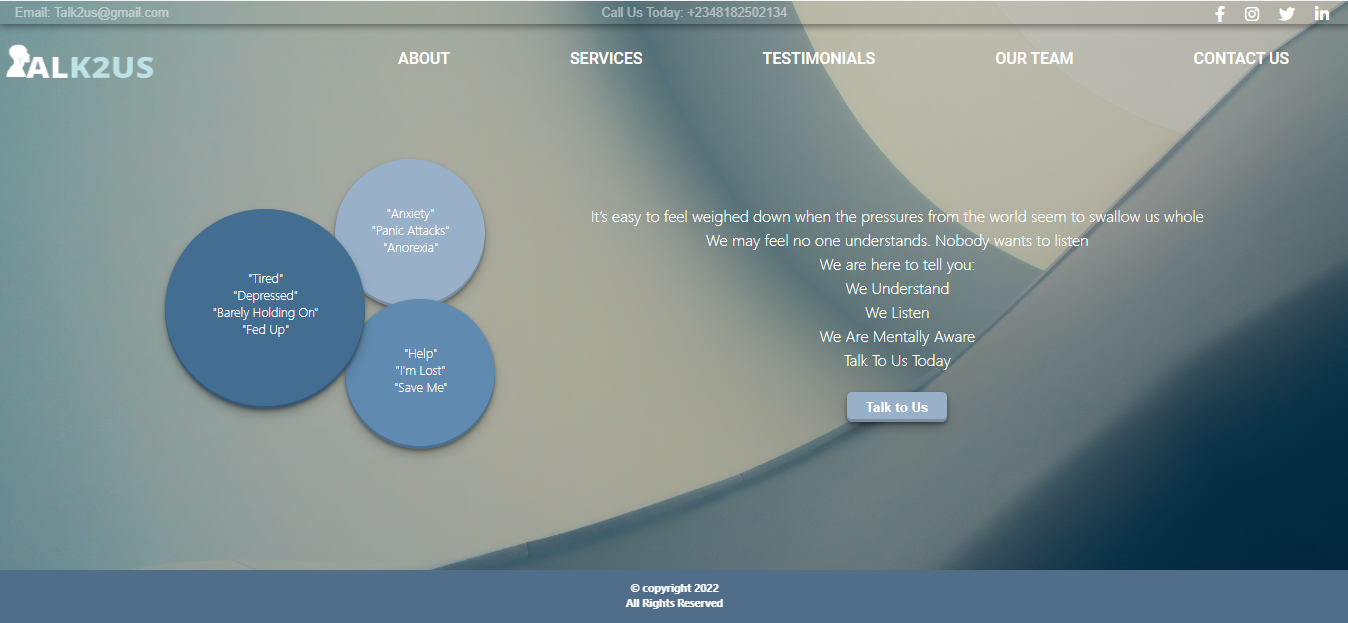 Email: Talk2us@gmail.com
Call Us Today: +2348182502134
TALK2US
ABOUT
SERVICES
TESTIMONIALS
OUR TEAM
CONTACT US
"Anxiety"
"Panic Attacks"
"Anorexia"
"Tired"
"Depressed"
"Barely Holding On"
"Fed Up"
"Help"
"I'm Lost"
"Save Me"
It's easy to feel weighed down when the pressures from the world seem to swallow us whole
We may feel no one understands. Nobody wants to listen
We are here to tell you:
We Understand
We Listen
We Are Mentally Aware
Talk To Us Today
Talk to Us
© copyright 2022
All Rights Reserved